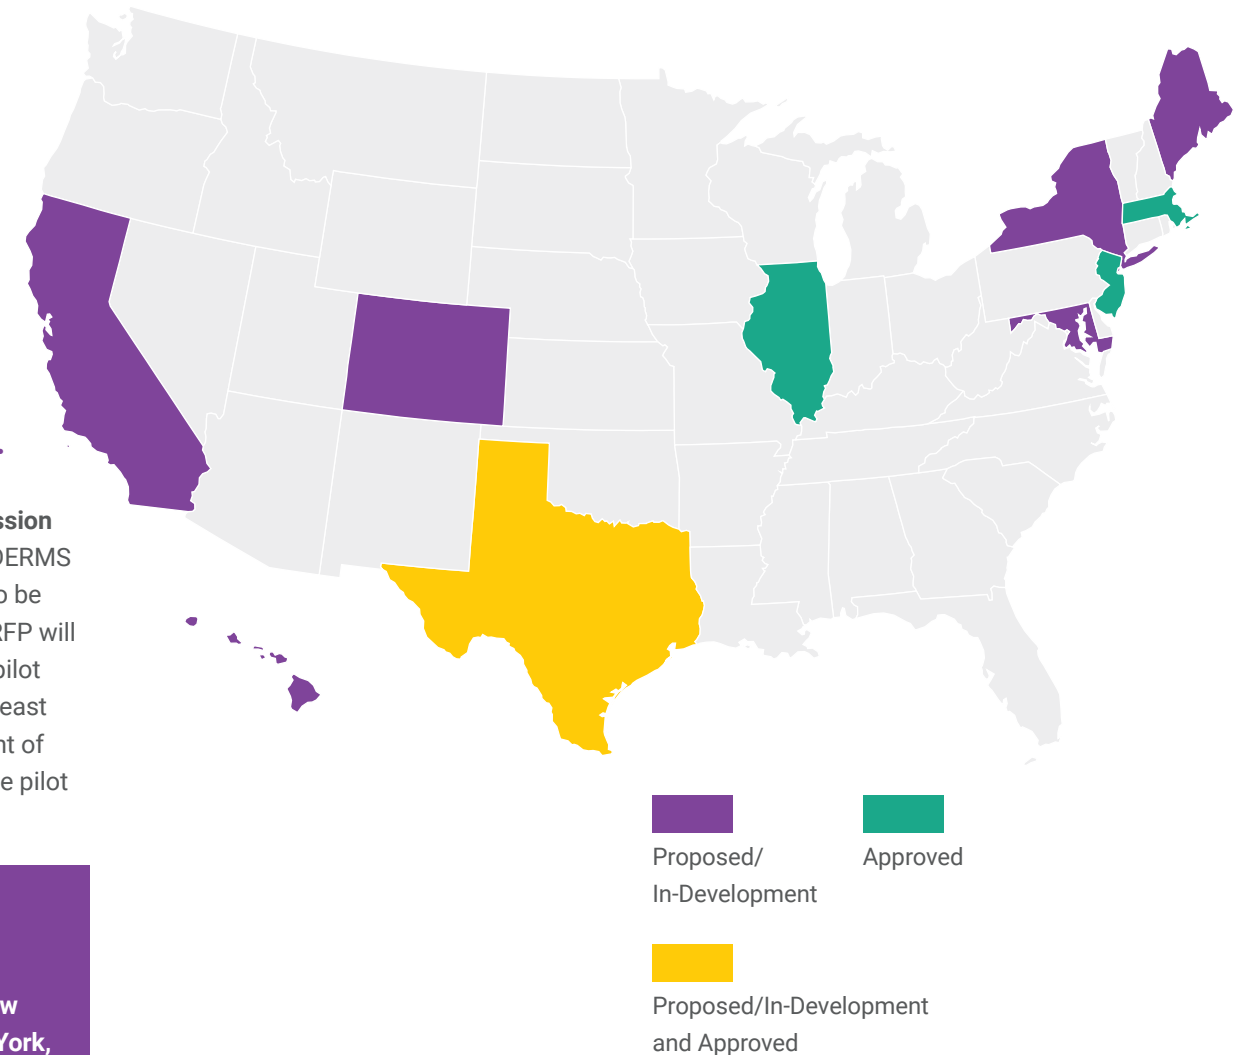 DERMS
o be
RFP will
pilot
east
nt of
e pilot
York,
Proposed/
In-Development
Approved
Proposed/In-Development
and Approved